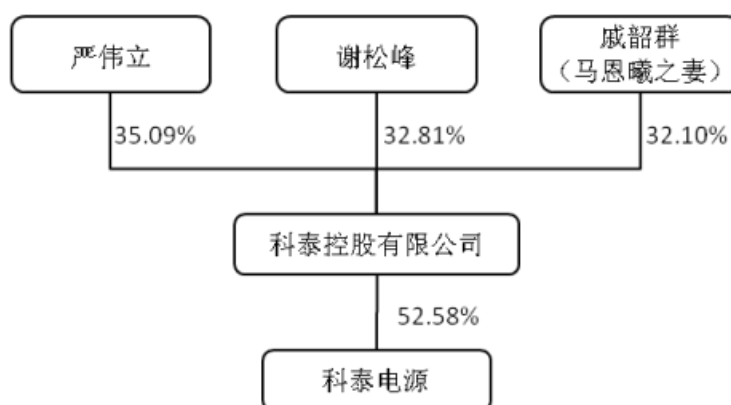 严伟立
谢松峰
戚韶群
（马恩曦之妻）
35.09%
32.81%
32.10%
科泰控股有限公司
52.58%
科泰电源